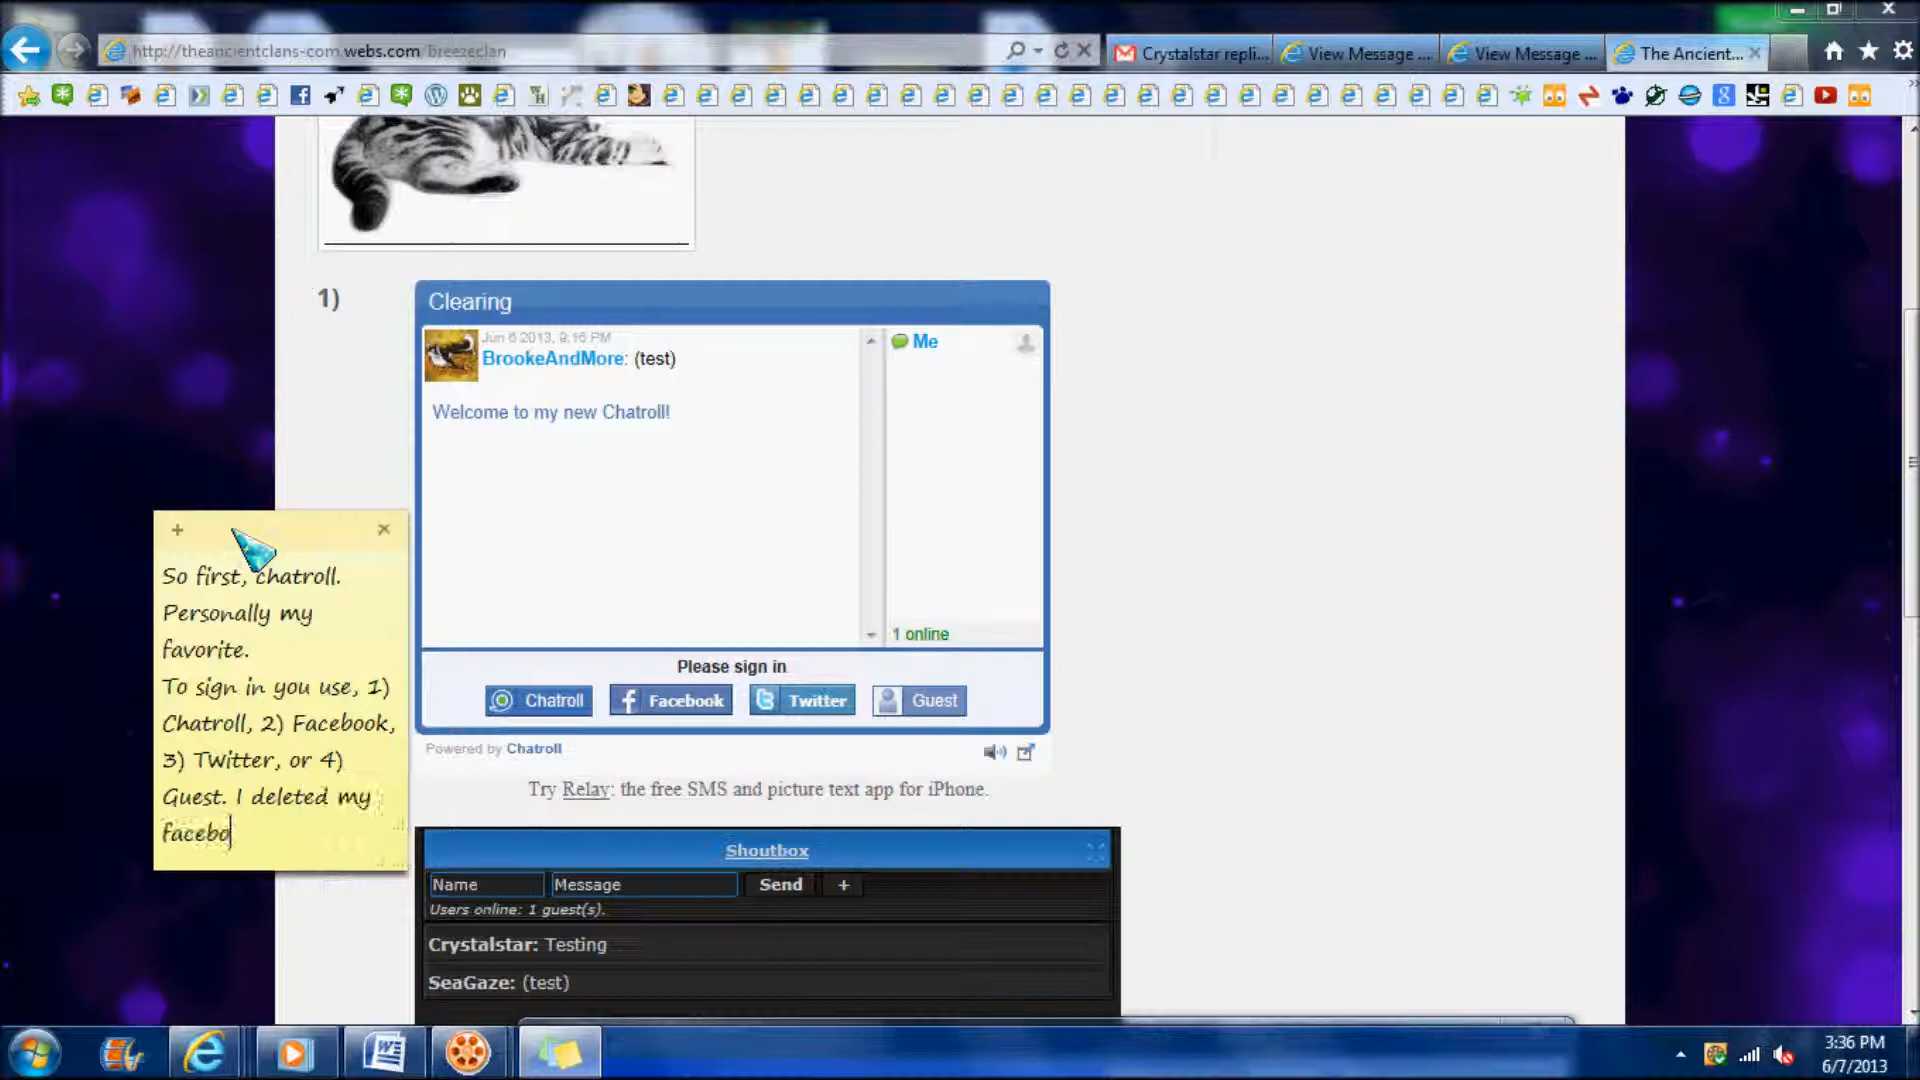 http://theancientclans-com.webs.com/breezeclan
Crystalstar repli...
View Message ...
View Message ...
The Ancient...
1)
Clearing
Jun 6 2013, 9:16 PM
BrookeAndMore: (test)
Welcome to my new Chatroll!
Me
1 online
Please sign in
Chatroll
Facebook
Twitter
Guest
Powered by Chatroll
Try Relay: the free SMS and picture text app for iPhone.
So first, chatroll.
Personally my
favorite.
To sign in you use, 1)
Chatroll, 2) Facebook,
3) Twitter, or 4)
Guest. I deleted my
facebo
Shoutbox
Name
Message
Send
+
Users online: 1 guest(s).
Crystalstar: Testing
SeaGaze: (test)
3:36 PM
6/7/2013